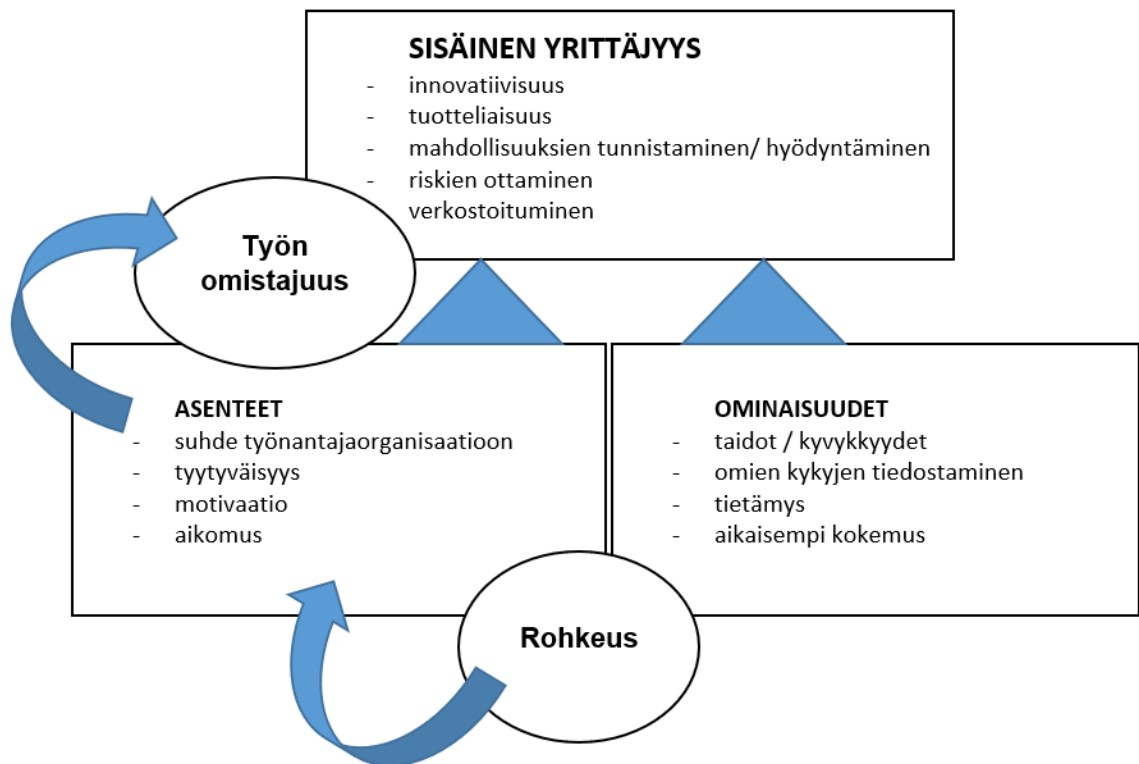 SISÄINEN YRITTÄJYYS
- innovatiivisuus
- tuotteliaisuus
- mahdollisuuksien tunnistaminen/ hyödyntäminen
- riskien ottaminen
verkostoituminen
Työn
omistajuus
ASENTEET
- suhde työnantajaorganisaatioon
- tyytyväisyys
- motivaatio
- aikomus
OMINAISUUDET
- taidot / kyvykkyydet
- omien kykyjen tiedostaminen
- tietämys
- aikaisempi kokemus
Rohkeus